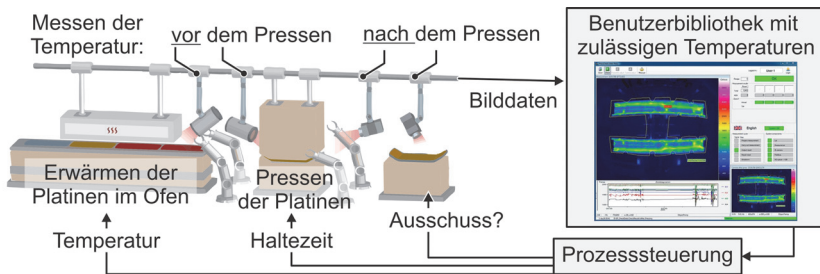 Messen der
Temperatur:
vor dem Pressen
nach dem Pressen
Benutzerbibliothek mit
zulässigen Temperaturen
Bilddaten
Erwärmen der
Platinen im Ofen
Pressen
der Platinen
Ausschuss?
Temperatur
Haltezeit
Prozesssteuerung
English